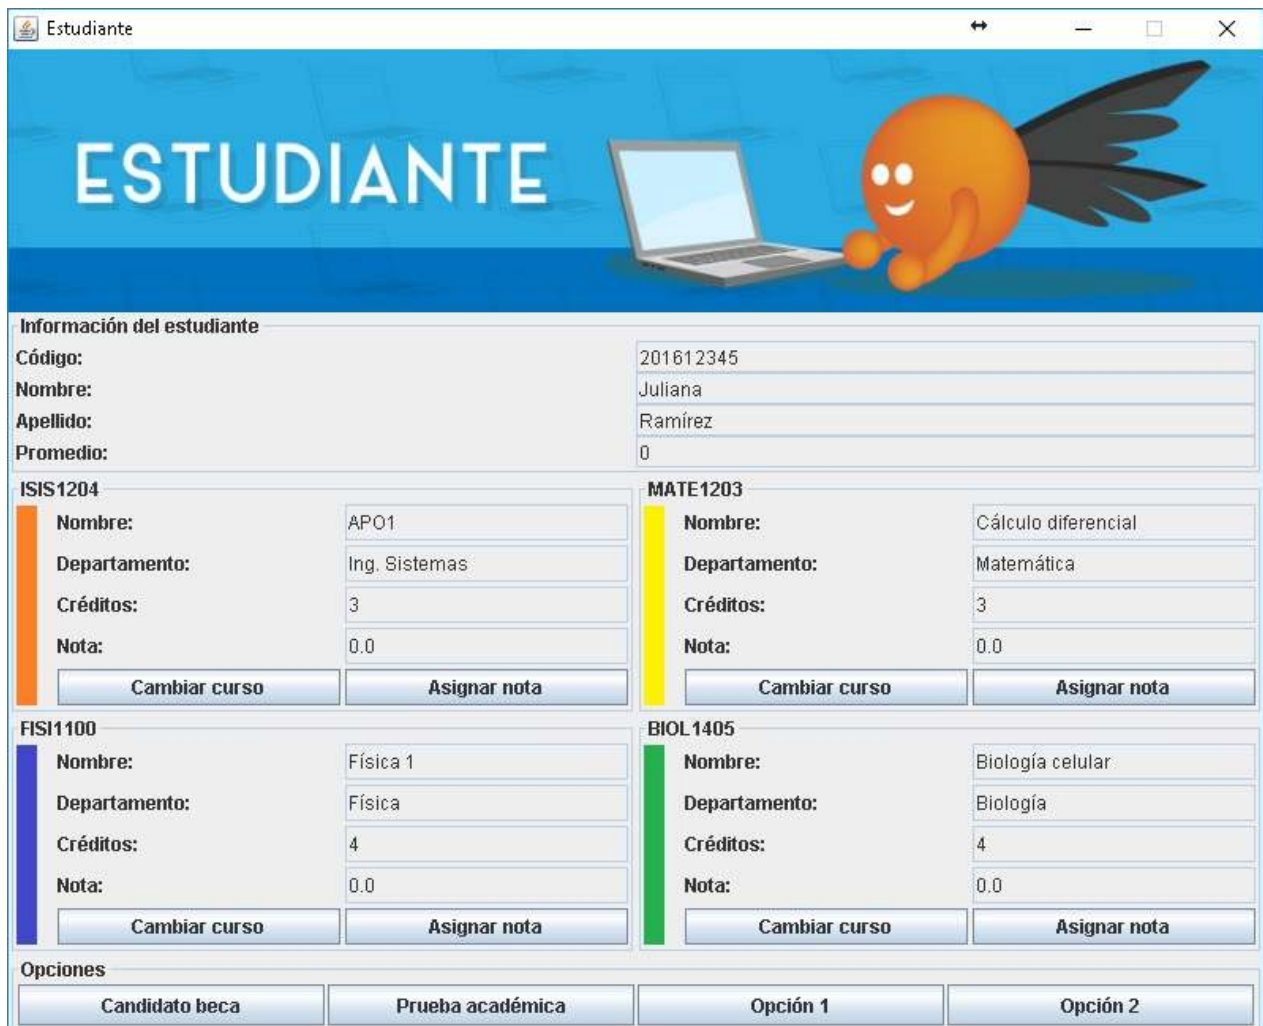 Estudiante
ESTUDIANTE
Información del estudiante
Código: 201612345
Nombre: Juliana
Apellido: Ramírez
Promedio: 0
ISIS1204
Nombre: APO1
Departamento: Ing. Sistemas
Créditos: 3
Nota: 0.0
Cambiar curso Asignar nota
MATE1203
Nombre: Cálculo diferencial
Departamento: Matemática
Créditos: 3
Nota: 0.0
Cambiar curso Asignar nota
FISI1100
Nombre: Física 1
Departamento: Física
Créditos: 4
Nota: 0.0
Cambiar curso Asignar nota
BIOL1405
Nombre: Biología celular
Departamento: Biología
Créditos: 4
Nota: 0.0
Cambiar curso Asignar nota
Opciones
Candidato beca Prueba académica Opción 1 Opción 2